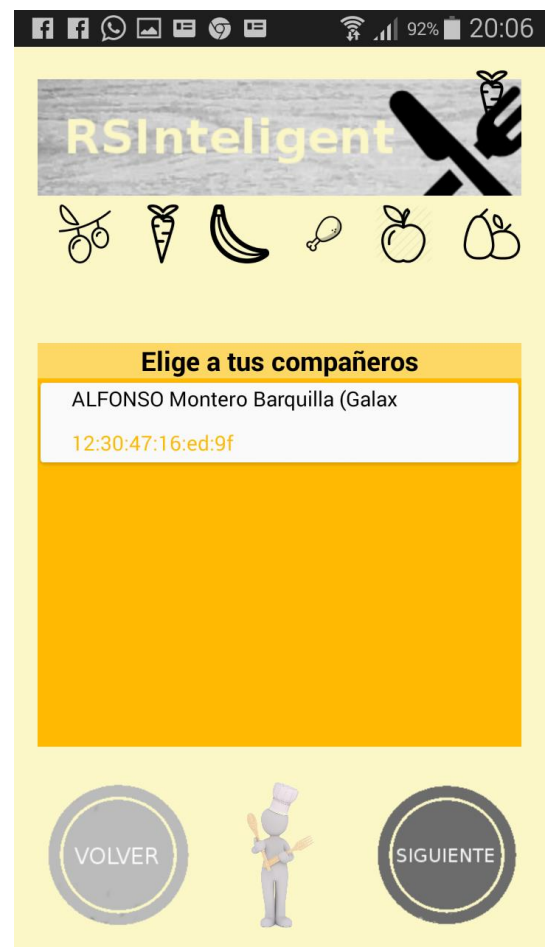 92% 20:06
RSInteligent
Elige a tus compañeros
ALFONSO Montero Barquilla (Galax
12:30:47:16:ed:9f
VOLVER
SIGUIENTE